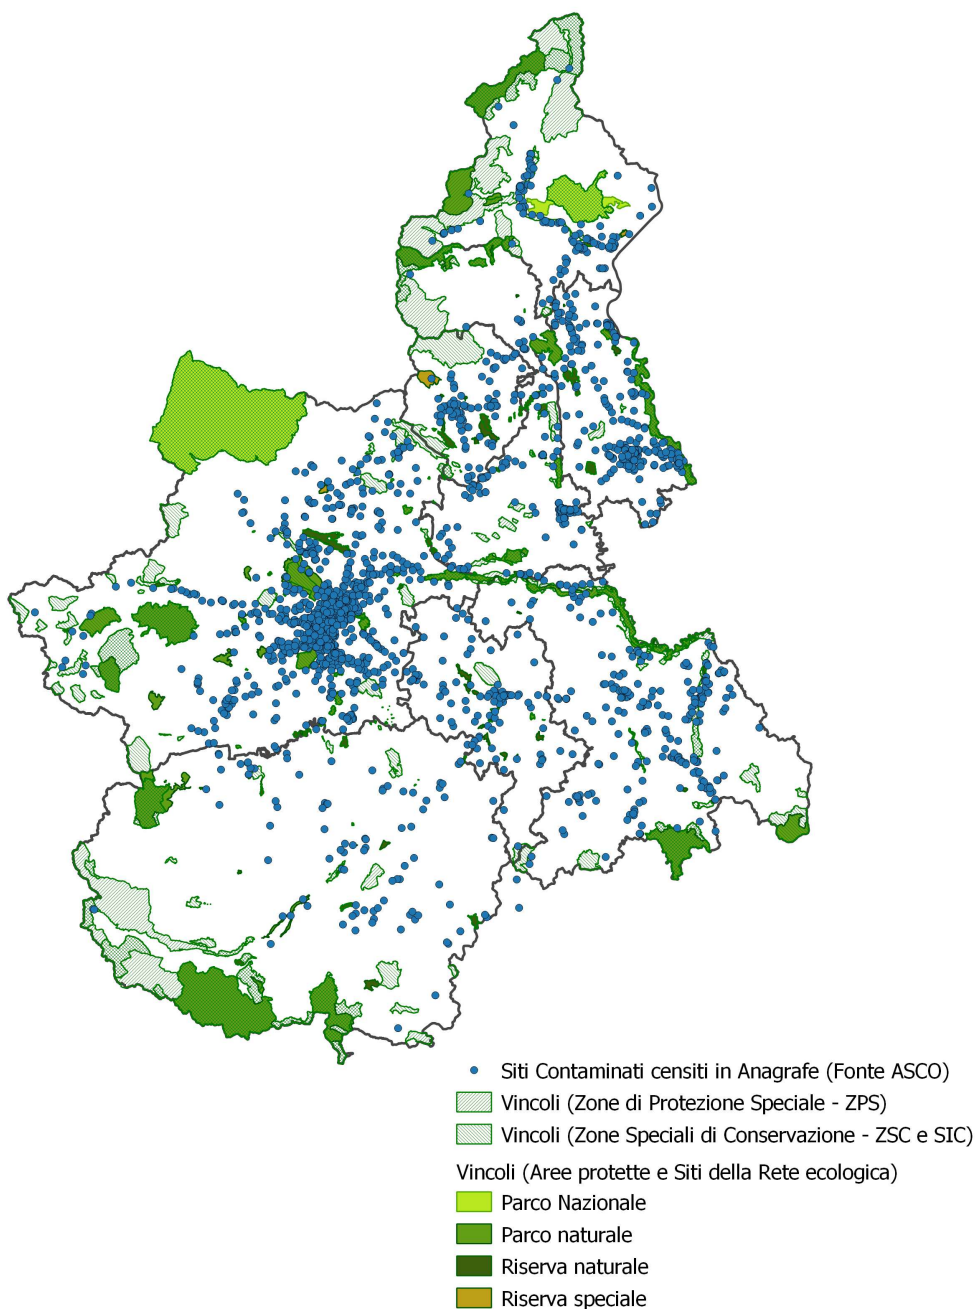 Siti Contaminati censiti in Anagrafe (Fonte ASCO)
Vincoli (Zone di Protezione Speciale - ZPS)
Vincoli (Zone Speciali di Conservazione - ZSC e SIC)
Vincoli (Aree protette e Siti della Rete ecologica)
Parco Nazionale
Parco naturale
Riserva naturale
Riserva speciale